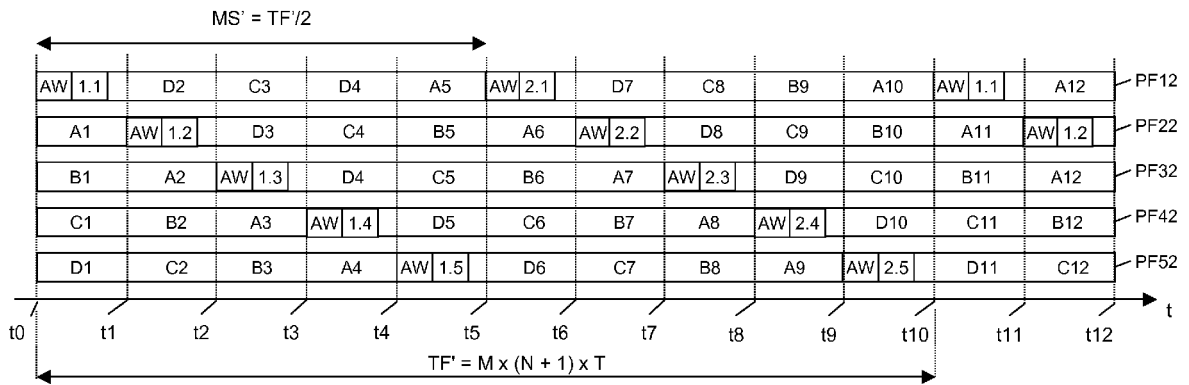 MS' = TF'/2
AW 1.1 D2 C3 D4 A5 AW 2.1 D7 C8 B9 A10 AW 1.1 A12 PF12
A1 AW 1.2 D3 C4 B5 A6 AW 2.2 D8 C9 B10 A11 AW 1.2 PF22
B1 A2 AW 1.3 D4 C5 B6 A7 AW 2.3 D9 C10 B11 A12 PF32
C1 B2 A3 AW 1.4 D5 C6 B7 A8 AW 2.4 D10 C11 B12 PF42
D1 C2 B3 A4 AW 1.5 D6 C7 B8 A9 AW 2.5 D11 C12 PF52
t0 t1 t2 t3 t4 t5 t6 t7 t8 t9 t10 t11 t12 t
TF' = M x (N + 1) x T